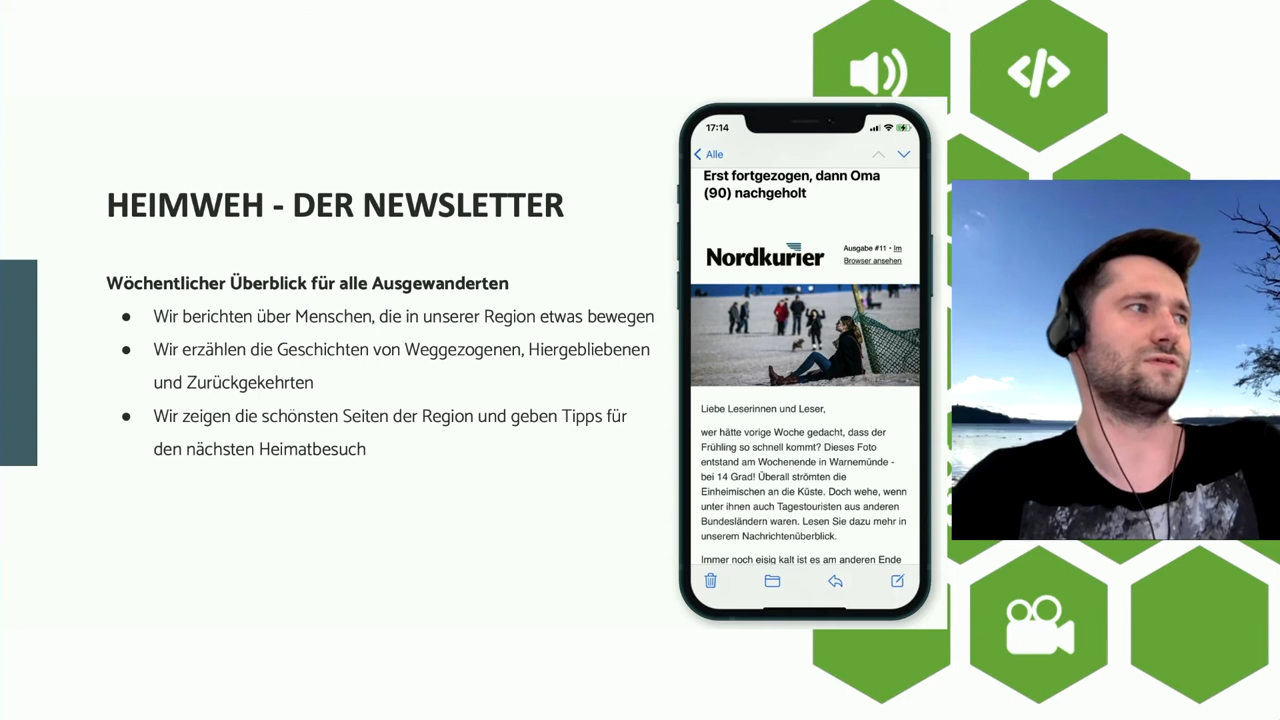 HEIMWEH - DER NEWSLETTER
Wöchentlicher Überblick für alle Ausgewanderten
● Wir berichten über Menschen, die in unserer Region etwas bewegen
● Wir erzählen die Geschichten von Weggezogenen, Hiergebliebenen
und Zurückgekehrten
● Wir zeigen die schönsten Seiten der Region und geben Tipps für
den nächsten Heimatbesuch
17:14
Alle
Erst fortgezogen, dann Oma
(90) nachgeholt
Nordkurier
Ausgabe #11 • Im
Browser ansehen
Liebe Leserinnen und Leser,
wer hätte vorige Woche gedacht, dass der
Frühling so schnell kommt? Dieses Foto
entstand am Wochenende in Warnemünde -
bei 14 Grad! Überall strömten die
Einheimischen an die Küste. Doch wehe, wenn
unter ihnen auch Tagestouristen aus anderen
Bundesländern waren. Lesen Sie dazu mehr in
unserem Nachrichtenüberblick.
Immer noch eisig kalt ist es am anderen Ende